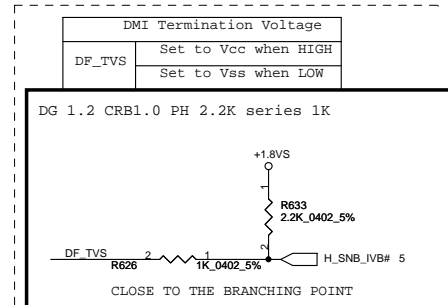 DMI Termination Voltage
DF_TVS
Set to Vcc when HIGH
Set to Vss when LOW
DG 1.2 CRB1.0 PH 2.2K series 1K
+1.8VS
1
R633
2.2K_0402_5%
2
DF_TVS 2 1 H_SNB_IVB# 5
R626 1K_0402_5%
CLOSE TO THE BRANCHING POINT